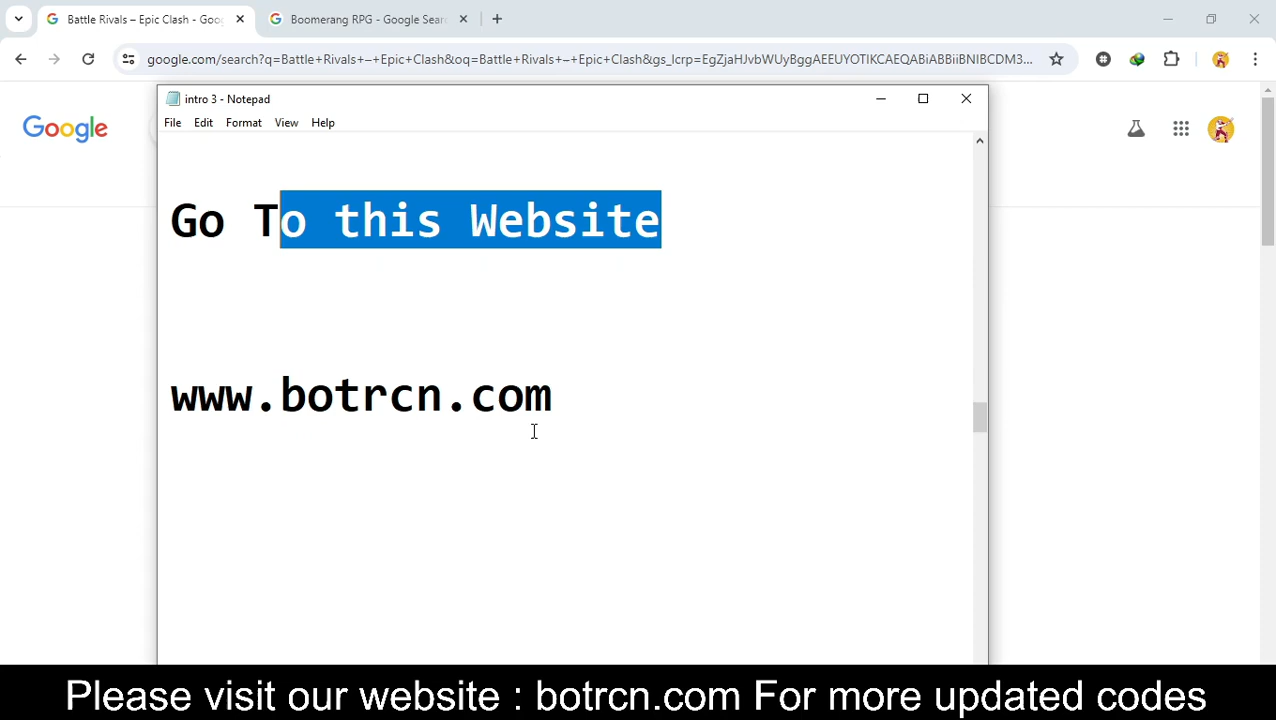 Battle Rivals – Epic Clash - Goo
Boomerang RPG - Google Sear
google.com/search?q=Battle+Rivals+–+Epic+Clash&oq=Battle+Rivals+–+Epic+Clash&gs_lcrp=EgZjaHJvbWUyBggAEEUYOTIKCAEQABiABBiiBNIBCDM3...
Google
intro 3 - Notepad
File Edit Format View Help
Go To this Website
www.botrcn.com
Please visit our website : botrcn.com For more updated codes